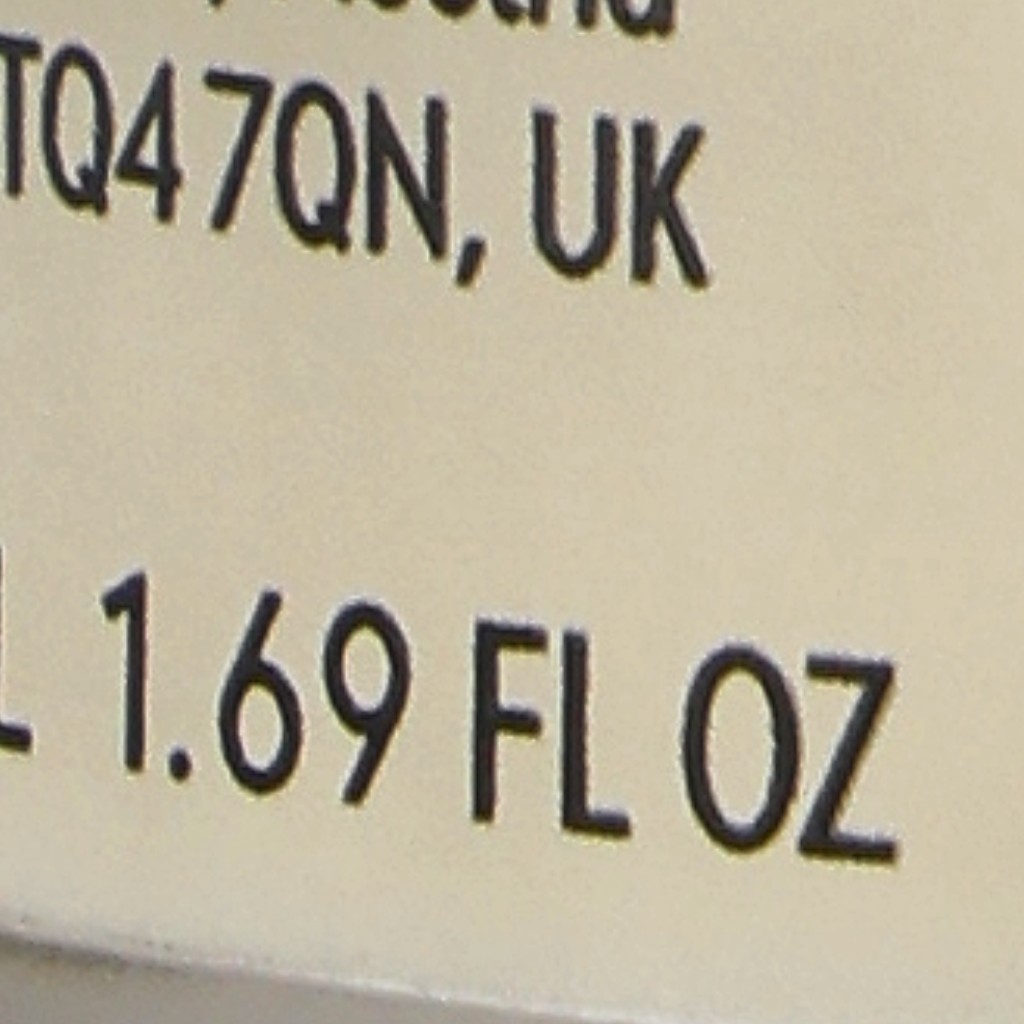 TQ4 7QN, UK
1.69 FL OZ